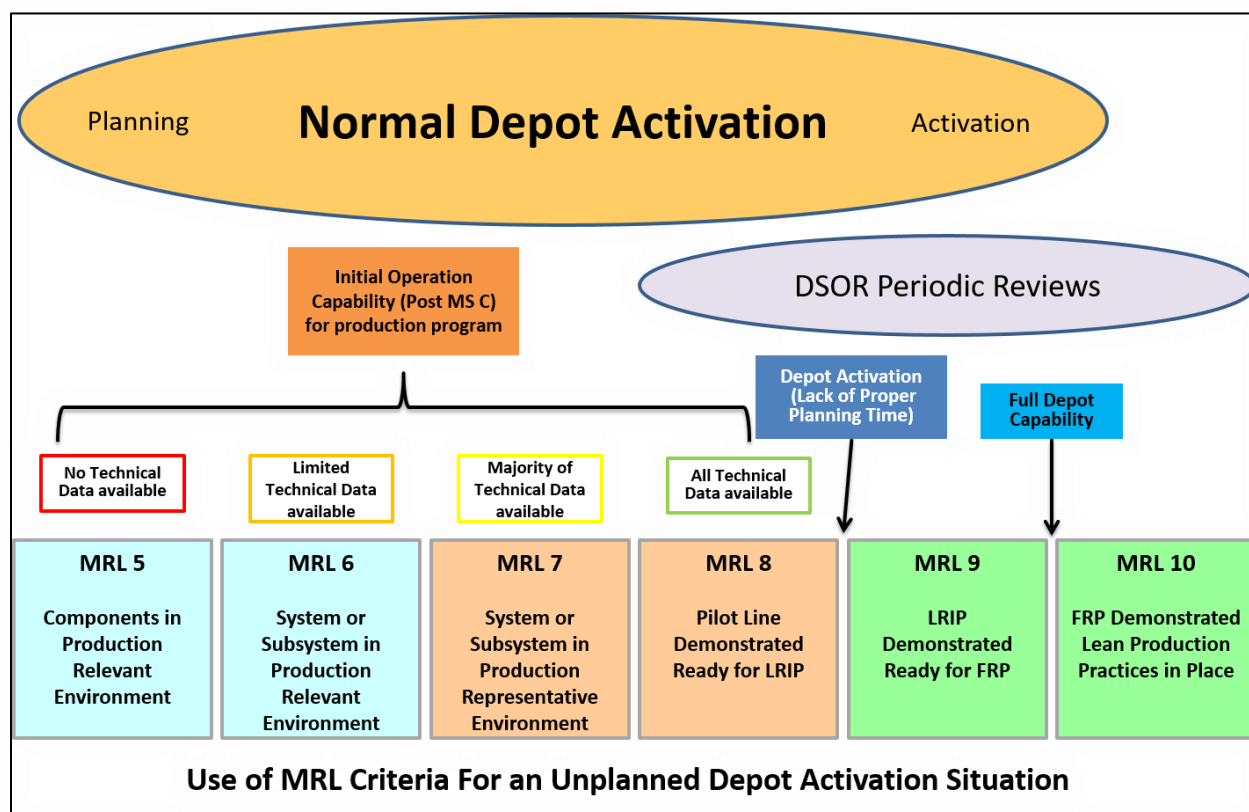 Planning
Normal Depot Activation
Activation
Initial Operation
Capability (Post MS C)
for production program
DSOR Periodic Reviews
Depot Activation
(Lack of Proper
Planning Time)
Full Depot
Capability
No Technical
Data available
Limited
Technical Data
available
Majority of
Technical Data
available
All Technical
Data available
MRL 5
Components in
Production
Relevant
Environment
MRL 6
System or
Subsystem in
Production
Relevant
Environment
MRL 7
System or
Subsystem in
Production
Representative
Environment
MRL 8
Pilot Line
Demonstrated
Ready for LRIP
MRL 9
LRIP
Demonstrated
Ready for FRP
MRL 10
FRP Demonstrated
Lean Production
Practices in Place
Use of MRL Criteria For an Unplanned Depot Activation Situation